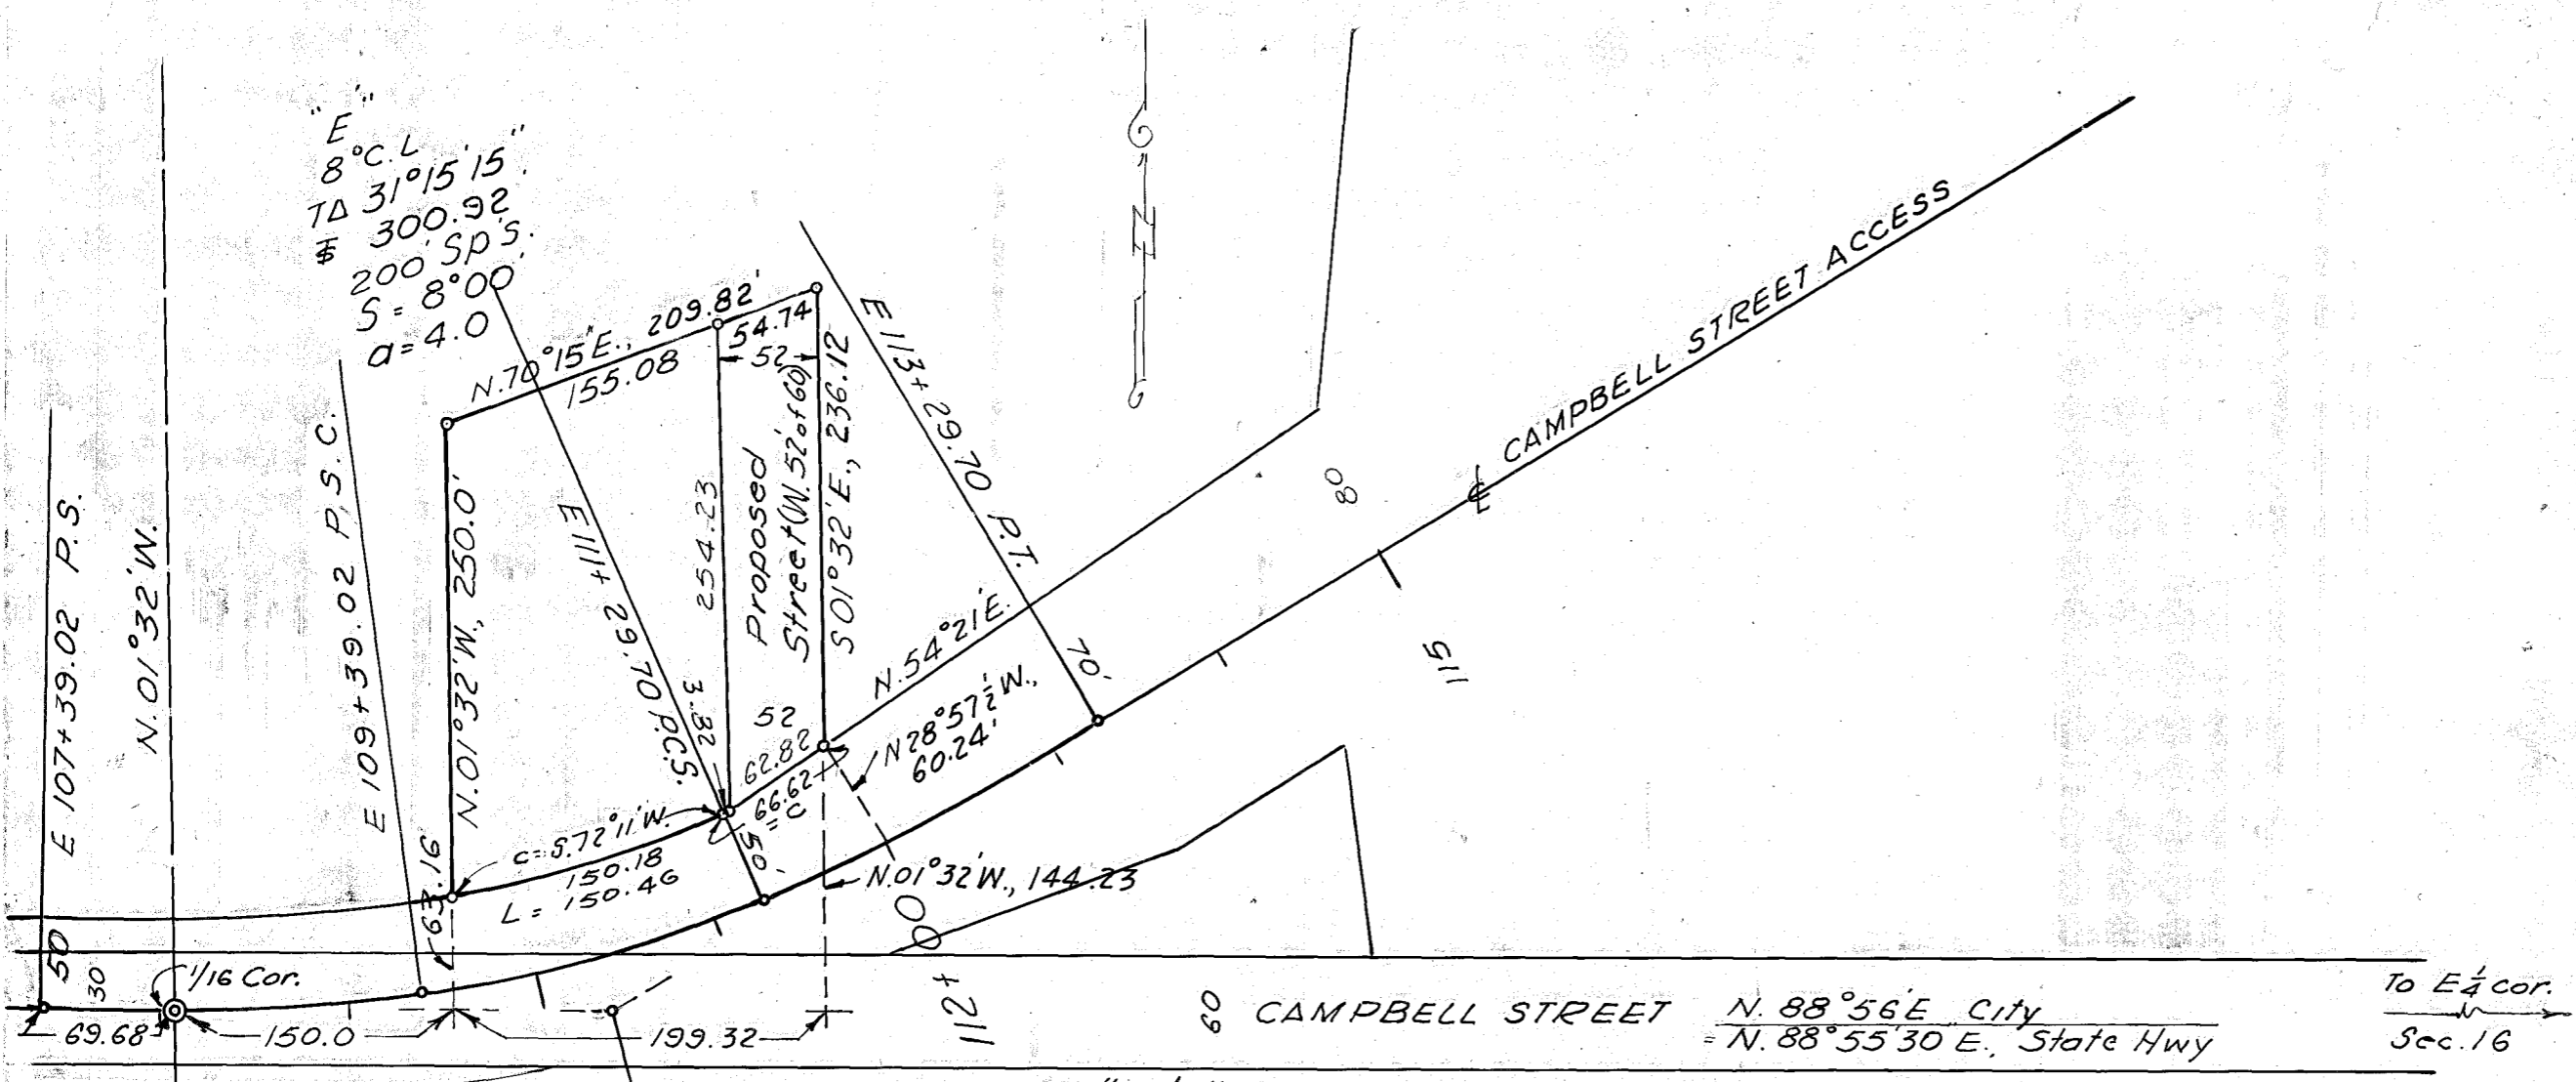 "E"
8°C.L.
TΔ 31°15'15"
300.92
200' Sp's.
S = 8°00'
a = 4.0
N
E 107+39.02 P.S.
N.01°32'W.
E 109+39.02 P.S.C.
N.01°32'W., 250.0'
N.70°15'E., 209.82'
155.08
54.74
52
E 111+29.70 P.C.S.
254.23
3.82
Proposed
Street (W. 52' of 60)
S 01°32'E., 236.12
E 113+29.70 P.T.
70'
N.54°21'E.
N 28°57½'W.,
60.24'
52
62.82
66.62
= C
50'
c = S.72°11'W.
150.18
L = 150.46
63.16
N.01°32'W., 144.23
80
℄ CAMPBELL STREET ACCESS
115
112+00
50
30
1/16 Cor.
69.68
150.0
199.32
60
CAMPBELL STREET
N. 88°56'E City
= N. 88°55'30 E., State Hwy
To E¼ cor.
Sec. 16